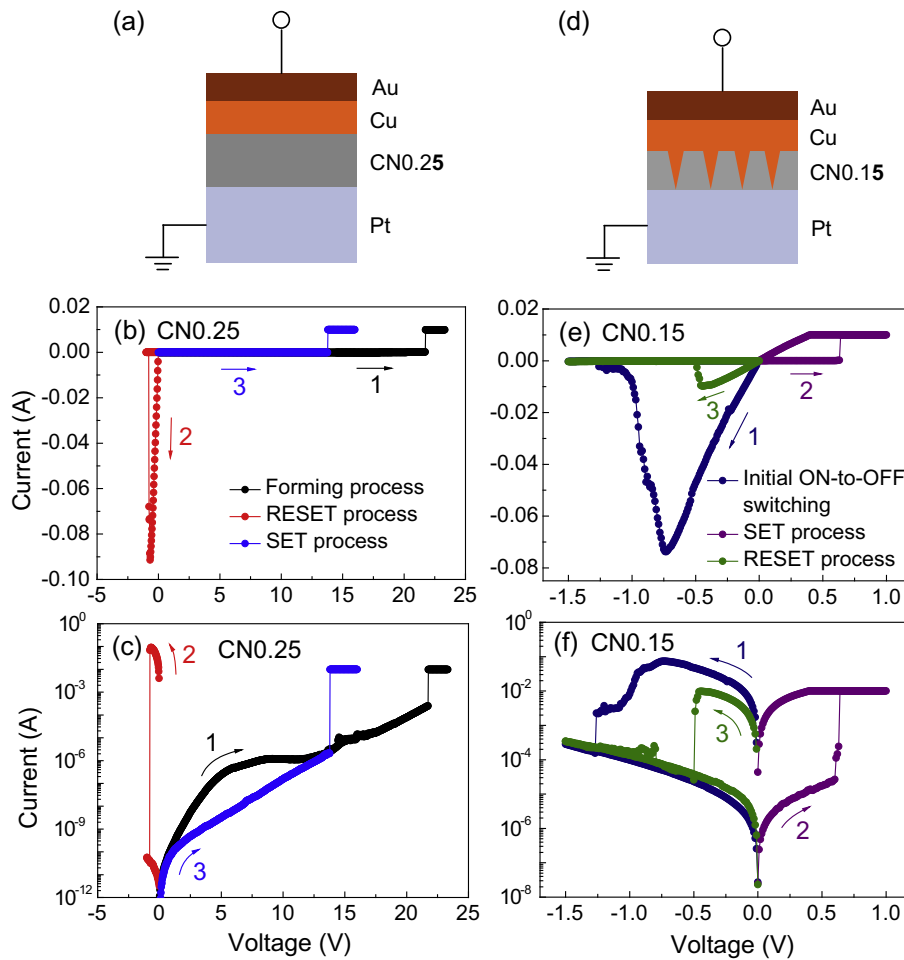 (a)
Au
Cu
CN0.25
Pt
(d)
Au
Cu
CN0.15
Pt
(b) CN0.25
Current (A)
0.02
0.00
-0.02
-0.04
-0.06
-0.08
-0.10
3
1
2
Forming process
RESET process
SET process
-5 0 5 10 15 20 25
(e) CN0.15
0.02
0.00
-0.02
-0.04
-0.06
-0.08
2
3
1
Initial ON-to-OFF
switching
SET process
RESET process
-1.5 -1.0 -0.5 0.0 0.5 1.0
(c) CN0.25
Current (A)
10⁰
10⁻³
10⁻⁶
10⁻⁹
10⁻¹²
2
1
3
-5 0 5 10 15 20 25
Voltage (V)
(f) CN0.15
10⁰
10⁻²
10⁻⁴
10⁻⁶
10⁻⁸
1
3
2
-1.5 -1.0 -0.5 0.0 0.5 1.0
Voltage (V)